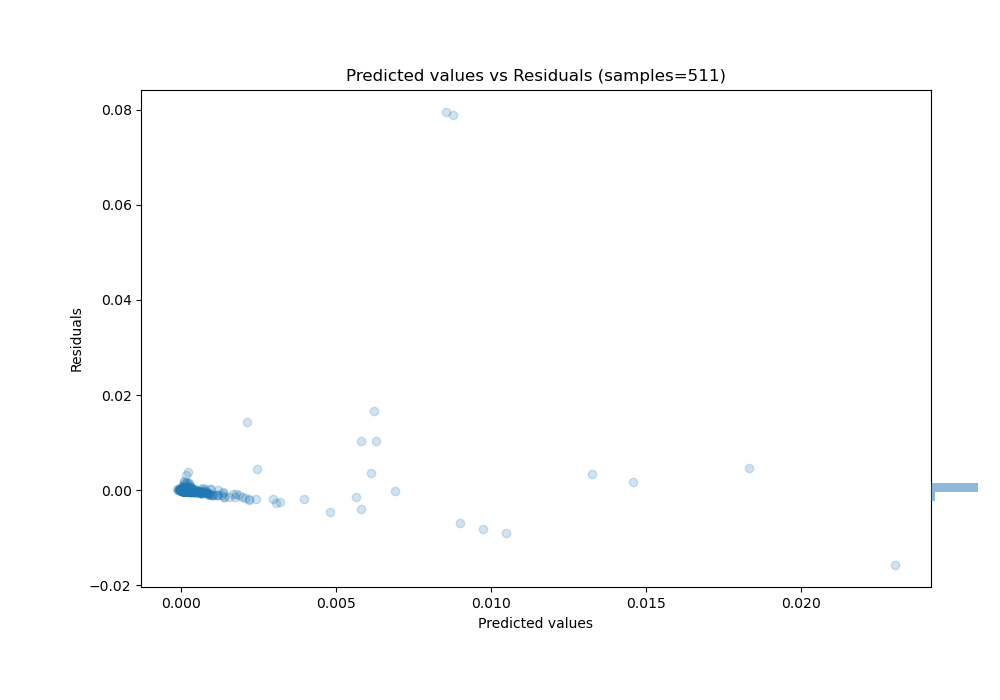 Predicted values vs Residuals (samples=511)
0.08
0.06
0.04
0.02
0.00
−0.02
Residuals
0.000 0.005 0.010 0.015 0.020
Predicted values